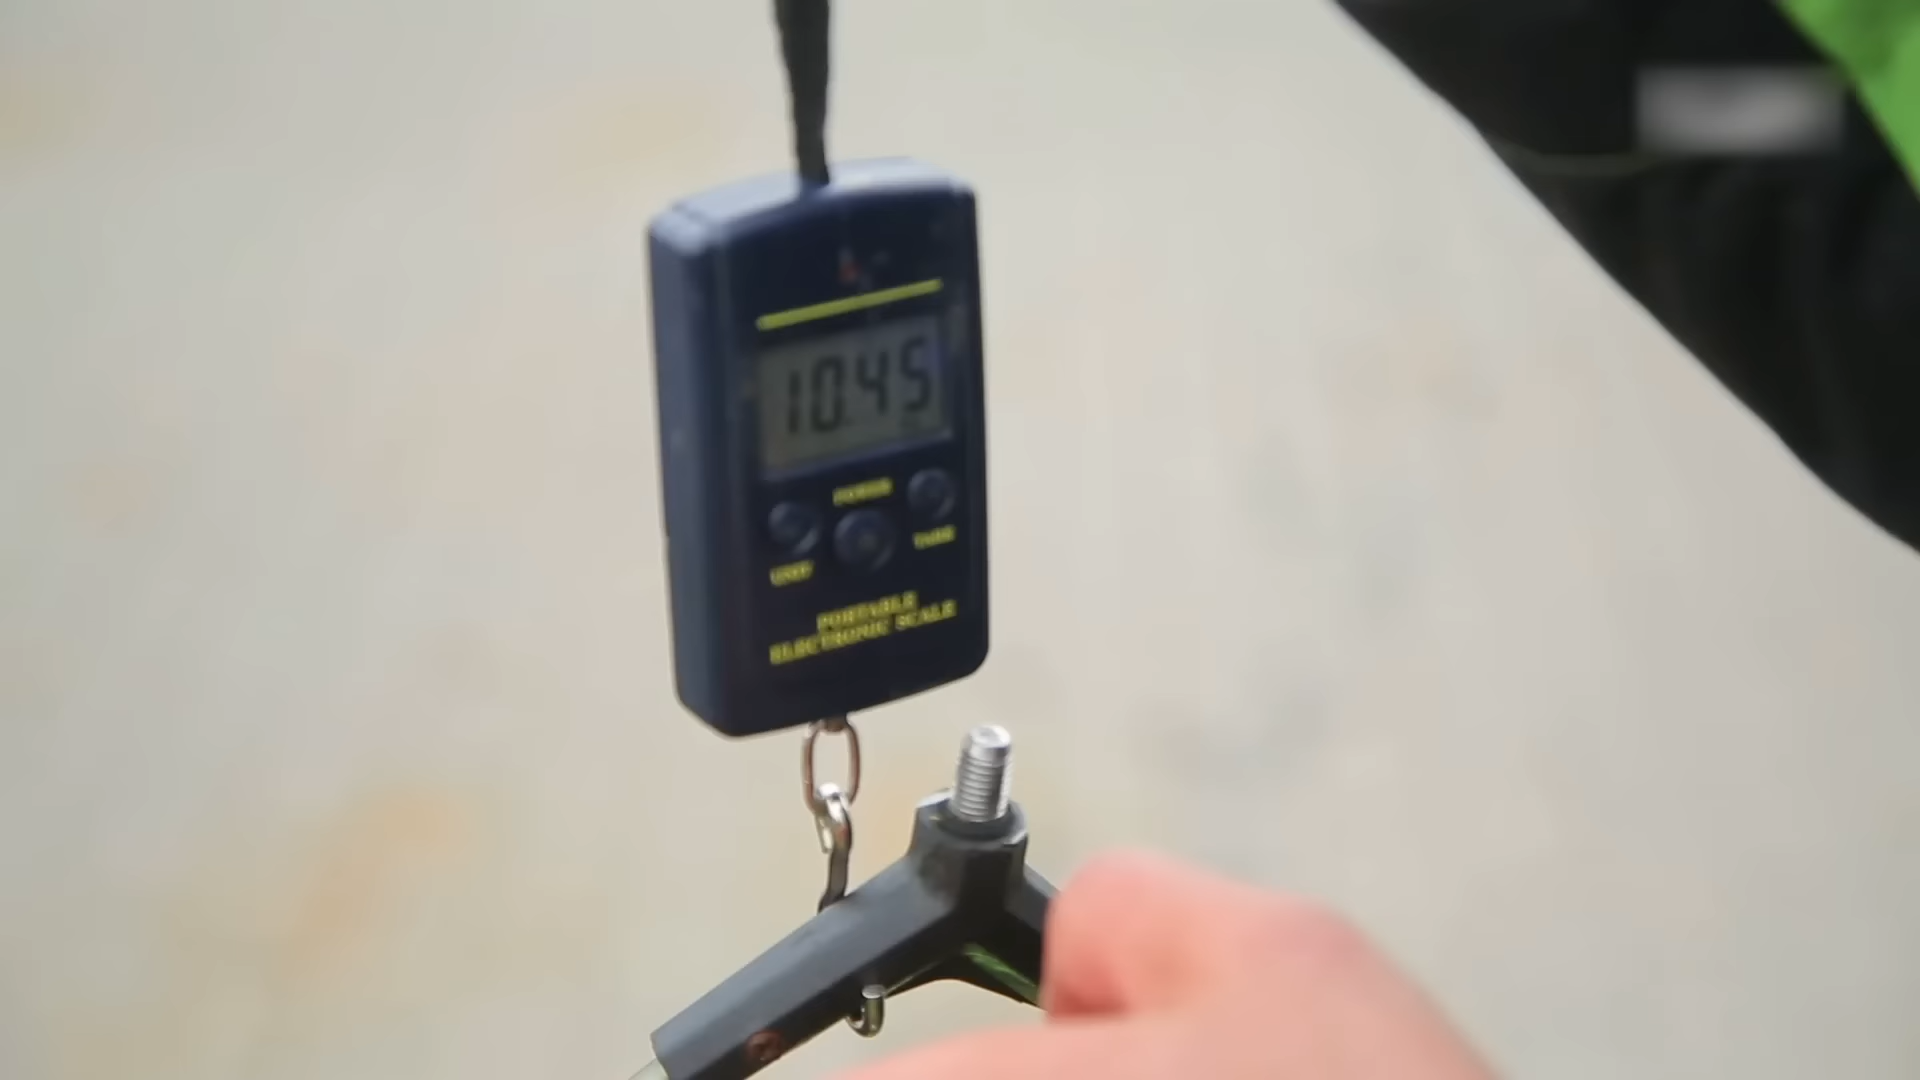 10.45
POWER
UNIT
TARE
PORTABLE
ELECTRONIC SCALE